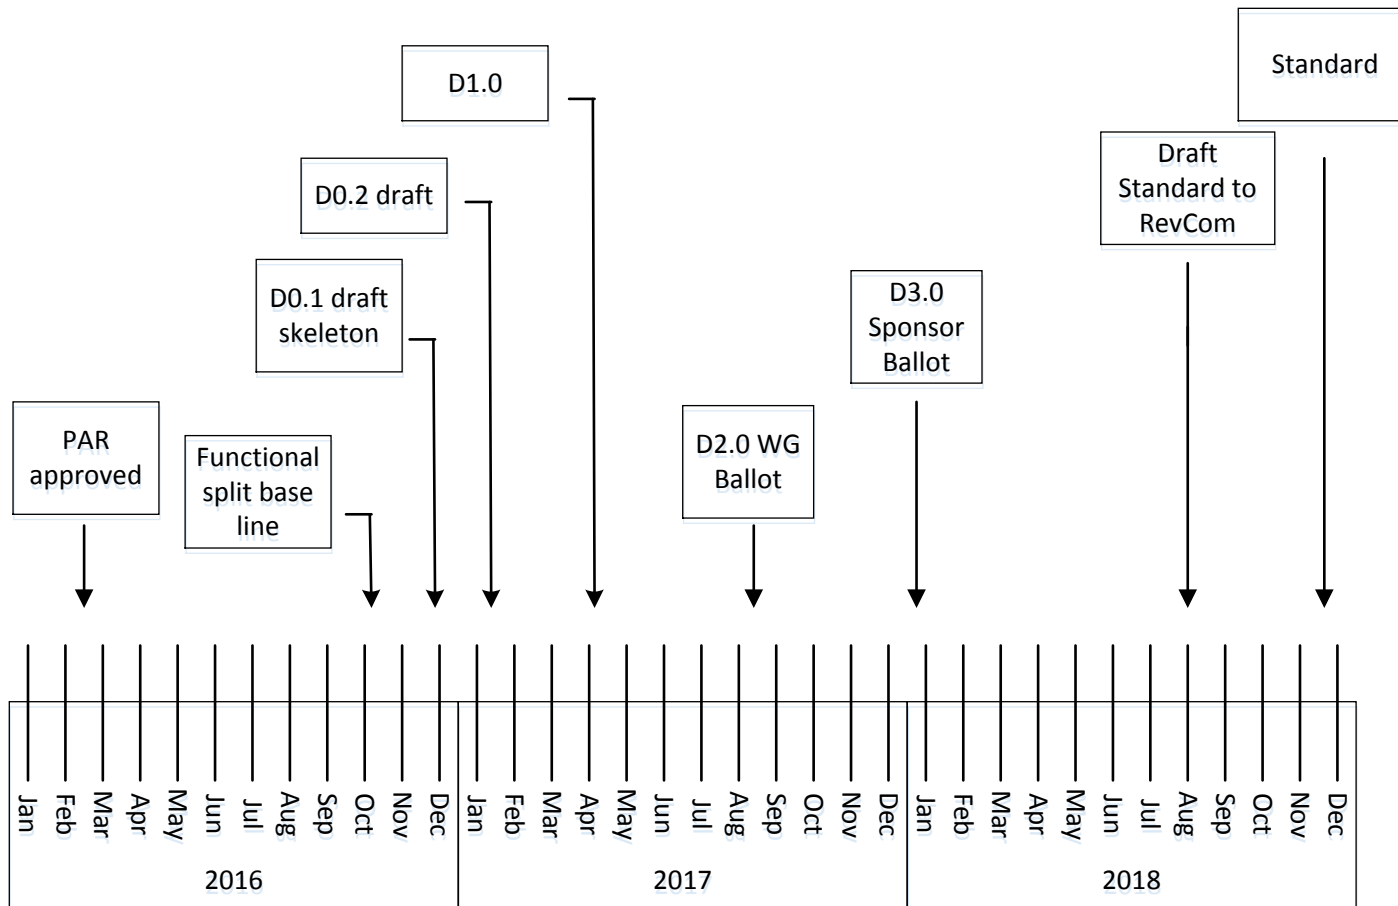 Standard
D1.0
Draft
Standard to
RevCom
D0.2 draft
D0.1 draft
skeleton
D3.0
Sponsor
Ballot
PAR
approved
Functional
split base
line
D2.0 WG
Ballot
Jan
Feb
Mar
Apr
May
Jun
Jul
Aug
Sep
Oct
Nov
Dec
Jan
Feb
Mar
Apr
May
Jun
Jul
Aug
Sep
Oct
Nov
Dec
Jan
Feb
Mar
Apr
May
Jun
Jul
Aug
Sep
Oct
Nov
Dec
2016
2017
2018